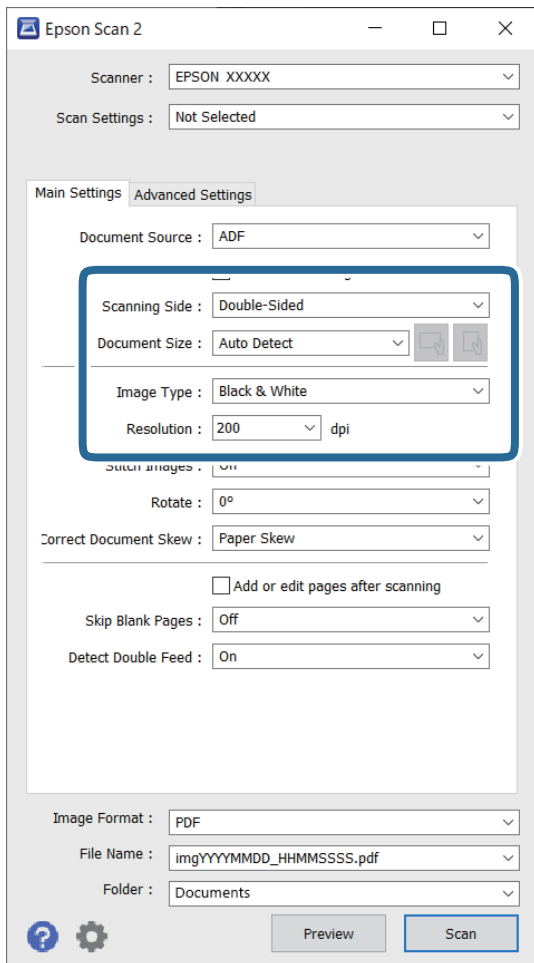 Epson Scan 2
Scanner : EPSON XXXXX
Scan Settings : Not Selected
Main Settings Advanced Settings
Document Source : ADF
Scanning Side : Double-Sided
Document Size : Auto Detect
Image Type : Black & White
Resolution : 200 dpi
Stitch Images : Off
Rotate : 0°
Correct Document Skew : Paper Skew
Add or edit pages after scanning
Skip Blank Pages : Off
Detect Double Feed : On
Image Format : PDF
File Name : imgYYYYMMDD_HHMMSSSS.pdf
Folder : Documents
? Preview Scan